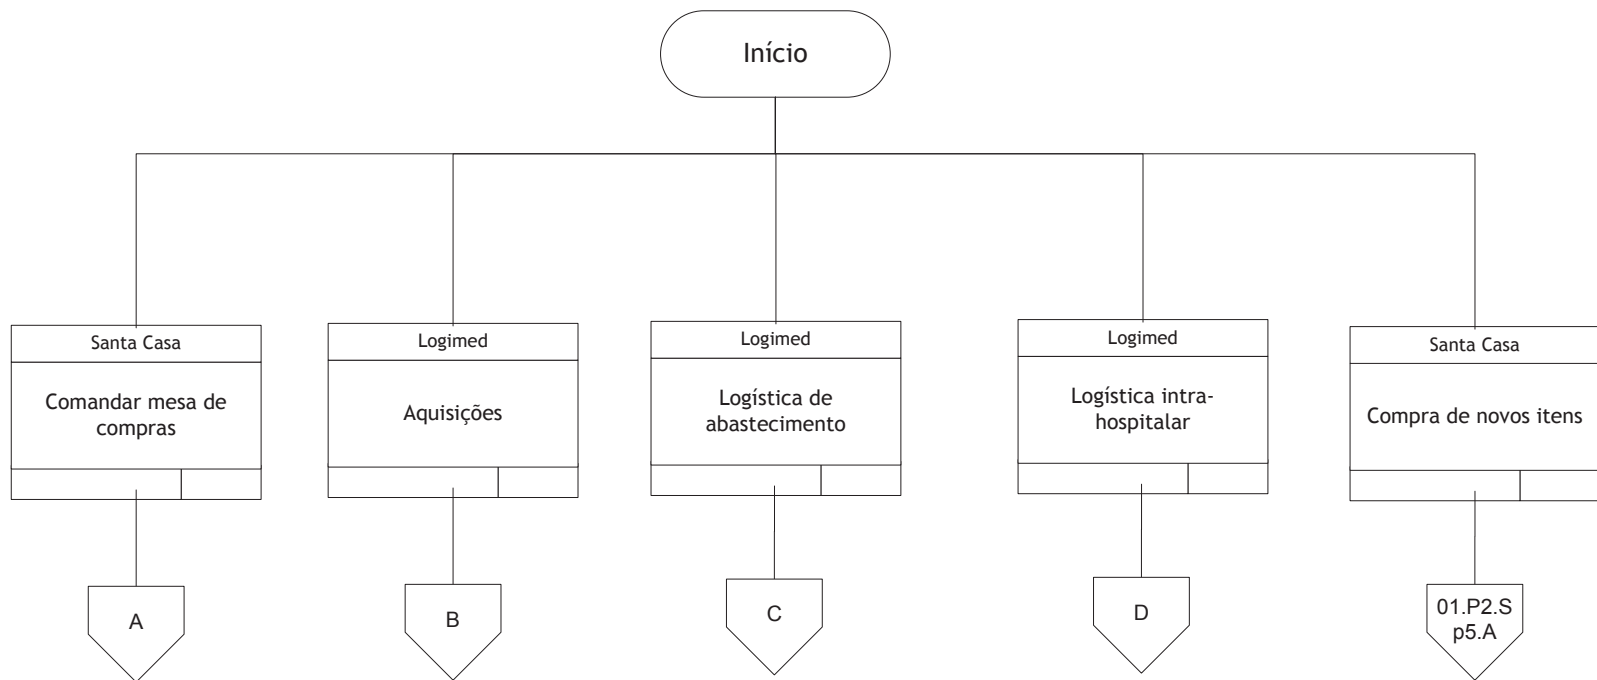 Início
Santa Casa
Comandar mesa de
compras
A
Logimed
Aquisições
B
Logimed
Logística de
abastecimento
C
Logimed
Logística intra-
hospitalar
D
Santa Casa
Compra de novos itens
01.P2.S
p5.A